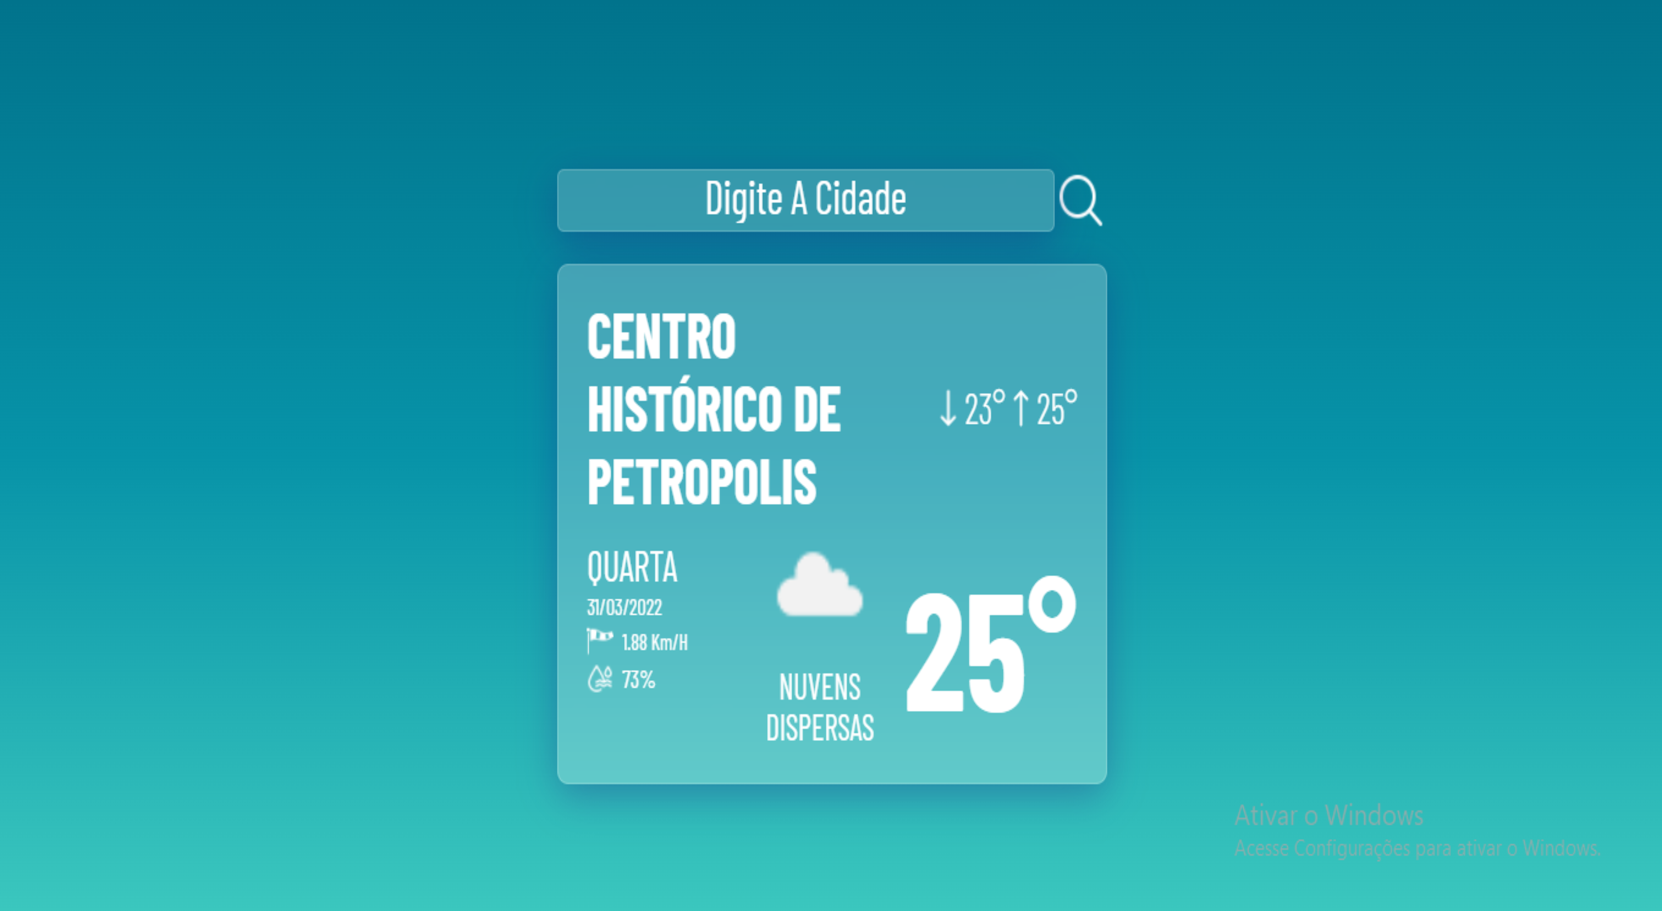 Digite A Cidade
CENTRO
HISTÓRICO DE
PETROPOLIS
↓ 23° ↑ 25°
QUARTA
31/03/2022
1.88 Km/H
73%
NUVENS
DISPERSAS
25°
Ativar o Windows
Acesse Configurações para ativar o Windows.